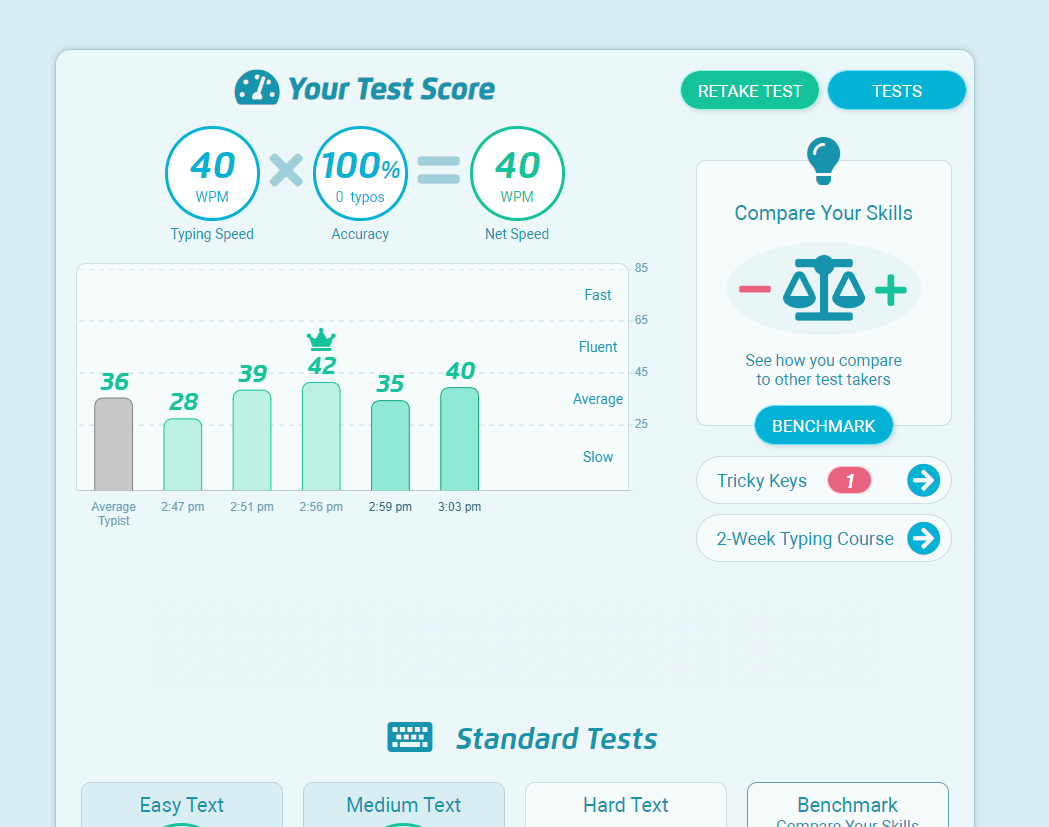 Your Test Score
RETAKE TEST
TESTS
40
WPM
Typing Speed
100%
0 typos
Accuracy
40
WPM
Net Speed
Compare Your Skills
See how you compare
to other test takers
BENCHMARK
Tricky Keys 1
2-Week Typing Course
85
Fast
65
Fluent
45
Average
25
Slow
36
28
39
42
35
40
Average
Typist
2:47 pm
2:51 pm
2:56 pm
2:59 pm
3:03 pm
Standard Tests
Easy Text
Medium Text
Hard Text
Benchmark
Compare Your Skills